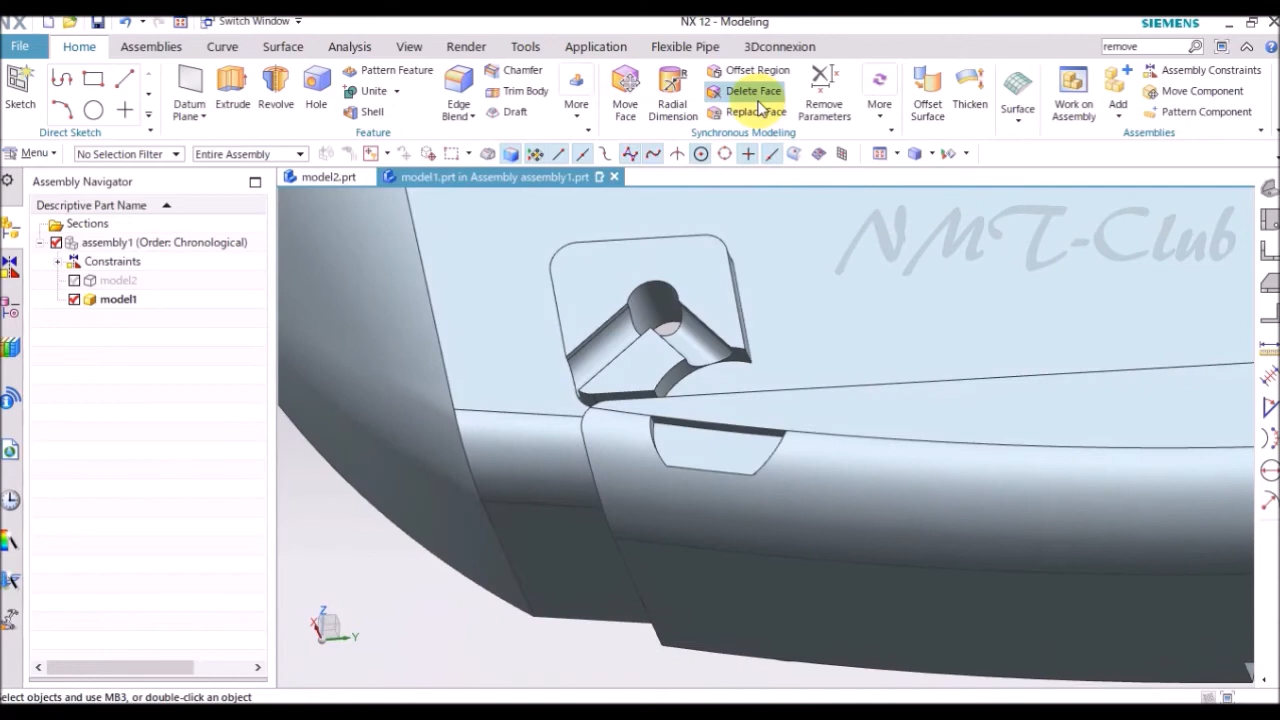 NX
Switch Window
NX 12 - Modeling
SIEMENS
File
Home
Assemblies
Curve
Surface
Analysis
View
Render
Tools
Application
Flexible Pipe
3Dconnexion
remove
Sketch
Direct Sketch
Datum Plane
Extrude
Revolve
Hole
Pattern Feature
Unite
Shell
Edge Blend
Chamfer
Trim Body
Draft
More
Feature
Move Face
Radial Dimension
Offset Region
Delete Face
Replace Face
Remove Parameters
More
Synchronous Modeling
Offset Surface
Thicken
Surface
Work on Assembly
Add
Assembly Constraints
Move Component
Pattern Component
Assemblies
Menu
No Selection Filter
Entire Assembly
model2.prt
model1.prt in Assembly assembly1.prt
Assembly Navigator
Descriptive Part Name
Sections
assembly1 (Order: Chronological)
Constraints
model2
model1
NMT-Club
Z
X
Y
elect objects and use MB3, or double-click an object